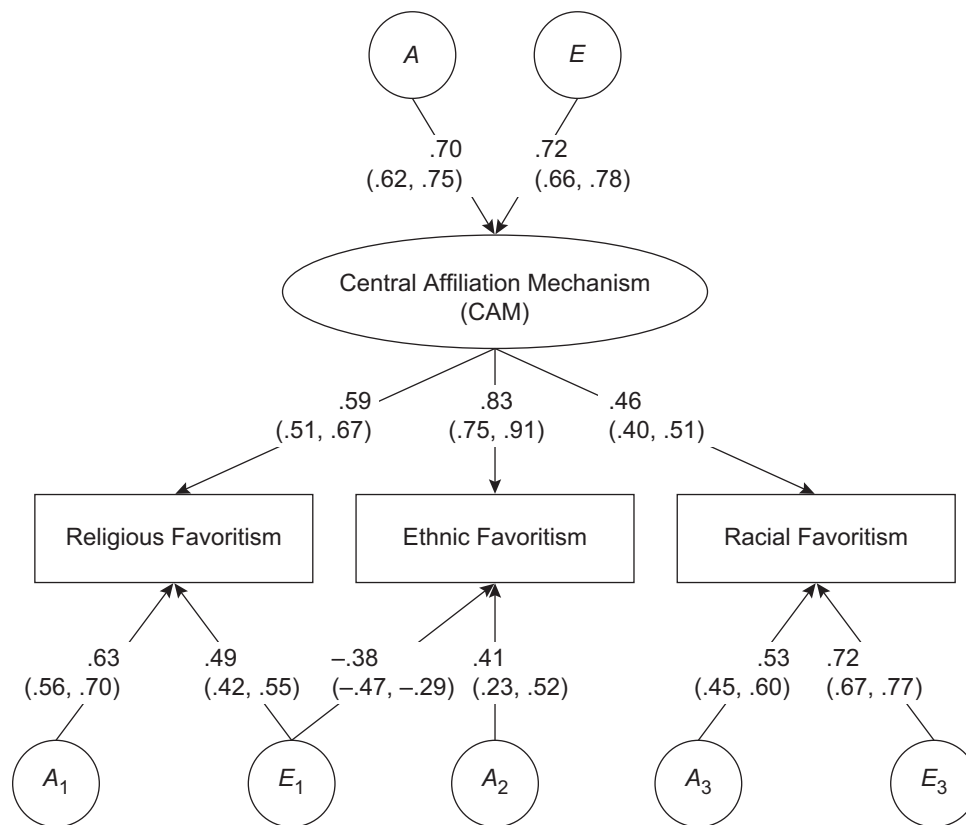 A E
.70 .72
(.62, .75) (.66, .78)
Central Affiliation Mechanism
(CAM)
.59 .83 .46
(.51, .67) (.75, .91) (.40, .51)
Religious Favoritism Ethnic Favoritism Racial Favoritism
.63 .49 –.38 .41 .53 .72
(.56, .70) (.42, .55) (–.47, –.29) (.23, .52) (.45, .60) (.67, .77)
A1 E1 A2 A3 E3